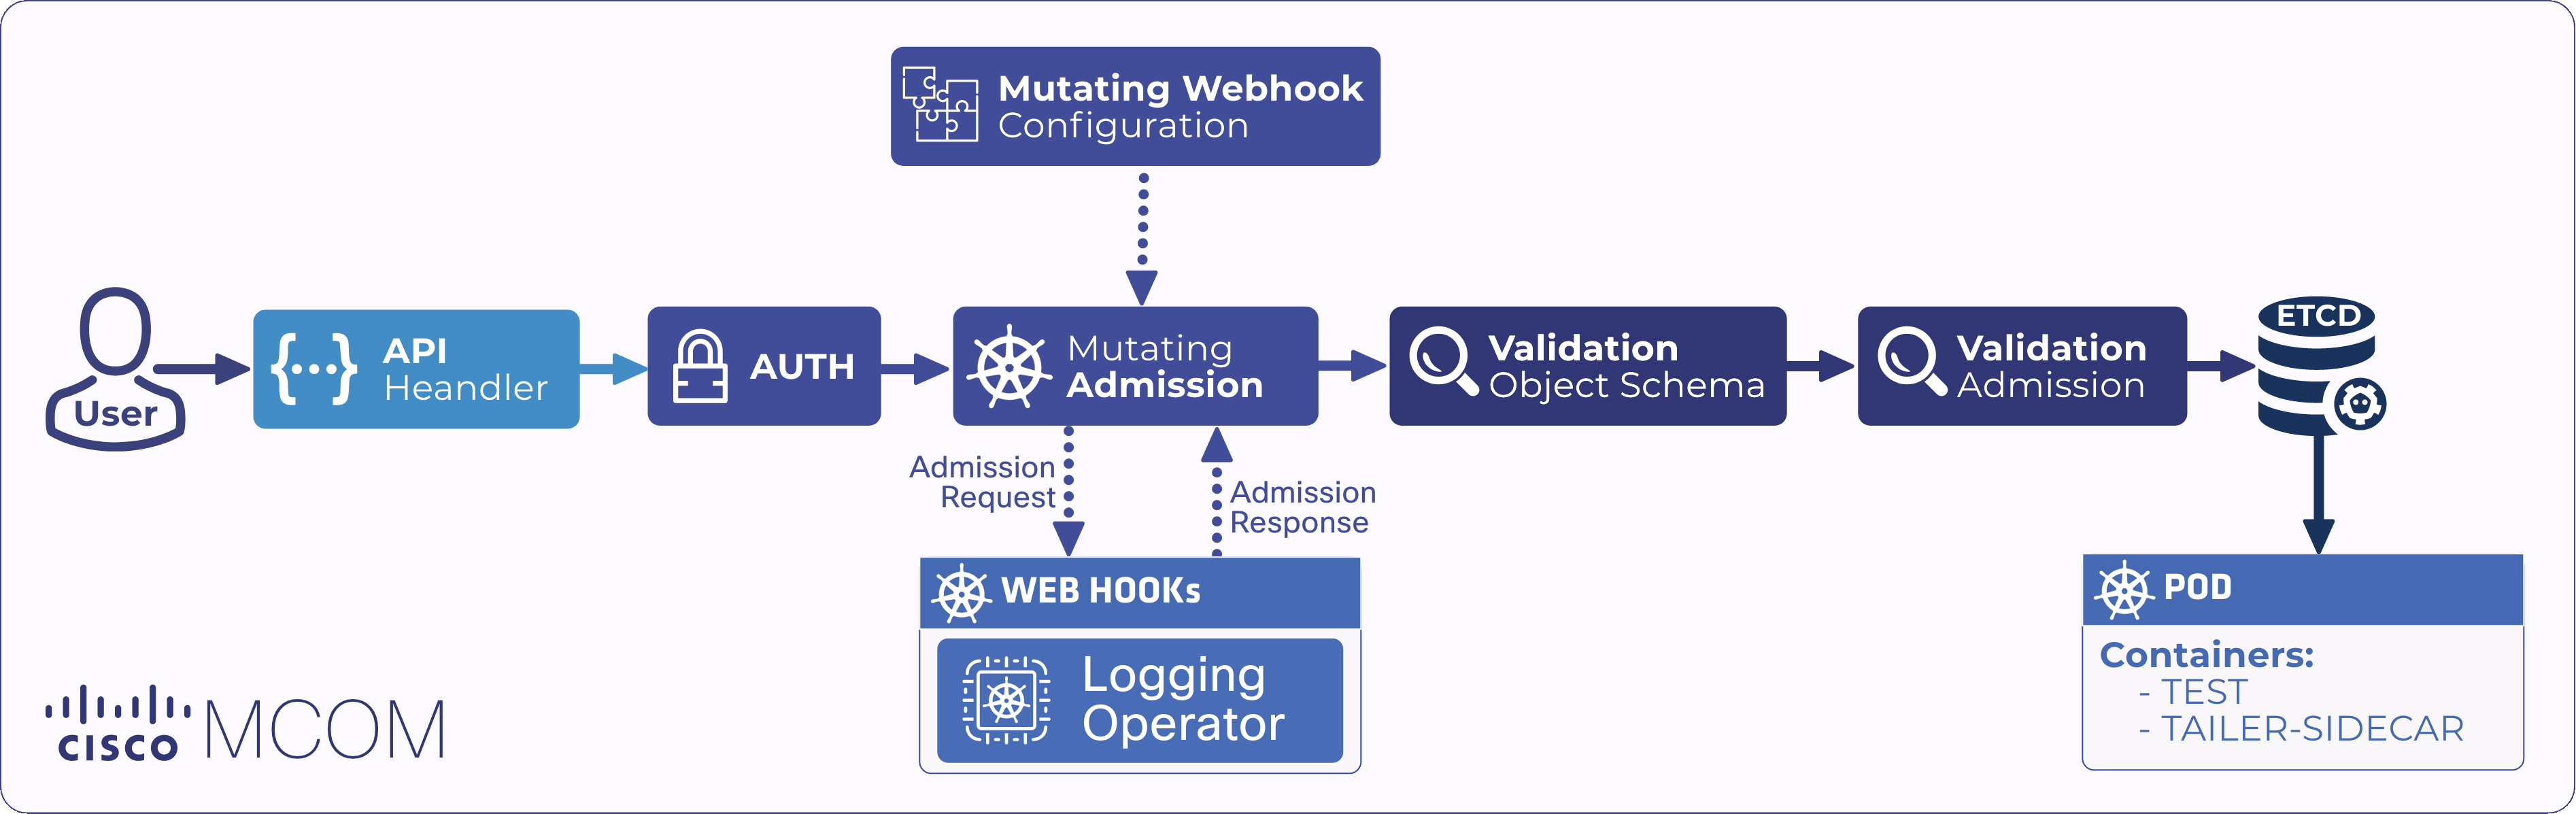 Mutating Webhook
Configuration
User
{...}
API
Heandler
AUTH
Mutating
Admission
Validation
Object Schema
Validation
Admission
ETCD
Admission
Request
Admission
Response
WEB HOOKs
Logging
Operator
POD
Containers:
- TEST
- TAILER-SIDECAR
CISCO MCOM